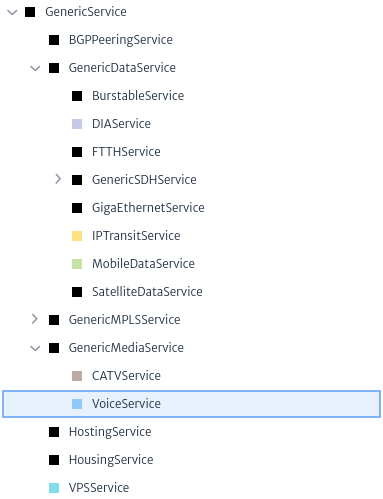 GenericService
BGPPeeringService
GenericDataService
BurstableService
DIAService
FTTHService
GenericSDHService
GigaEthernetService
IPTransitService
MobileDataService
SatelliteDataService
GenericMPLSService
GenericMediaService
CATVService
VoiceService
HostingService
HousingService
VPSService